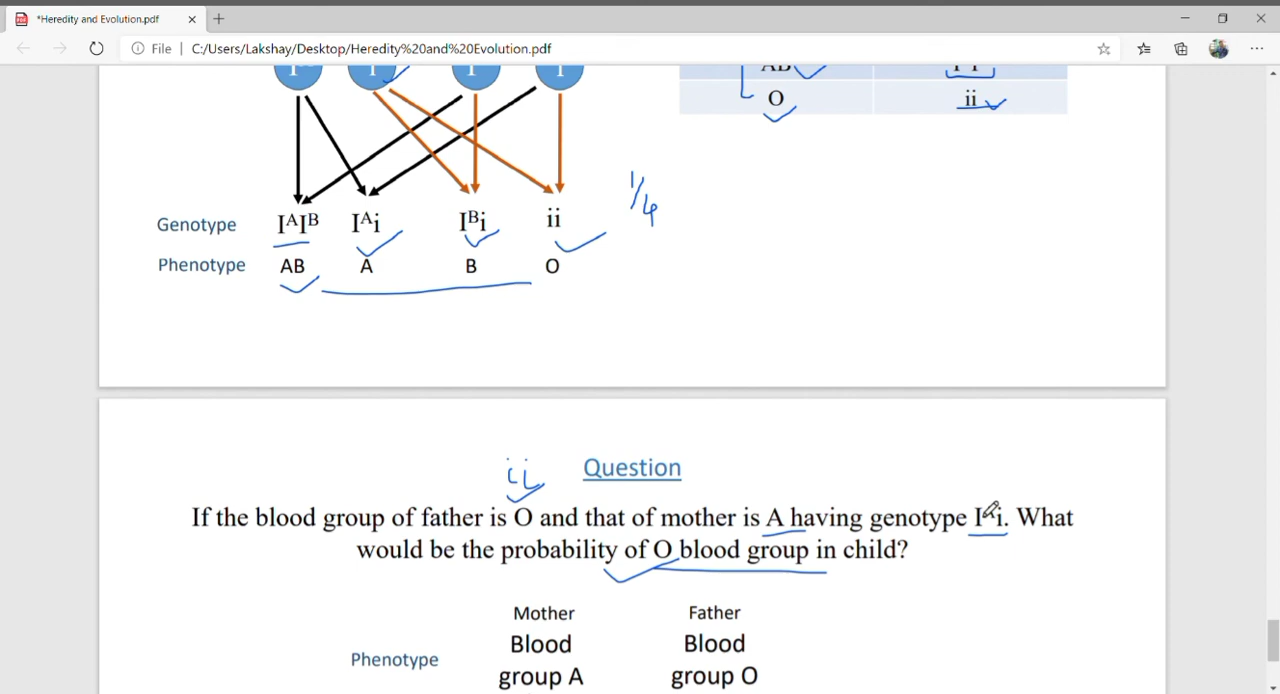 *Heredity and Evolution.pdf
File | C:/Users/Lakshay/Desktop/Heredity%20and%20Evolution.pdf
O ii
1/4
Genotype IᴬIᴮ Iᴬi Iᴮi ii
Phenotype AB A B O
ii
Question
If the blood group of father is O and that of mother is A having genotype Iᴬi. What
would be the probability of O blood group in child?
Mother Father
Phenotype Blood group A Blood group O